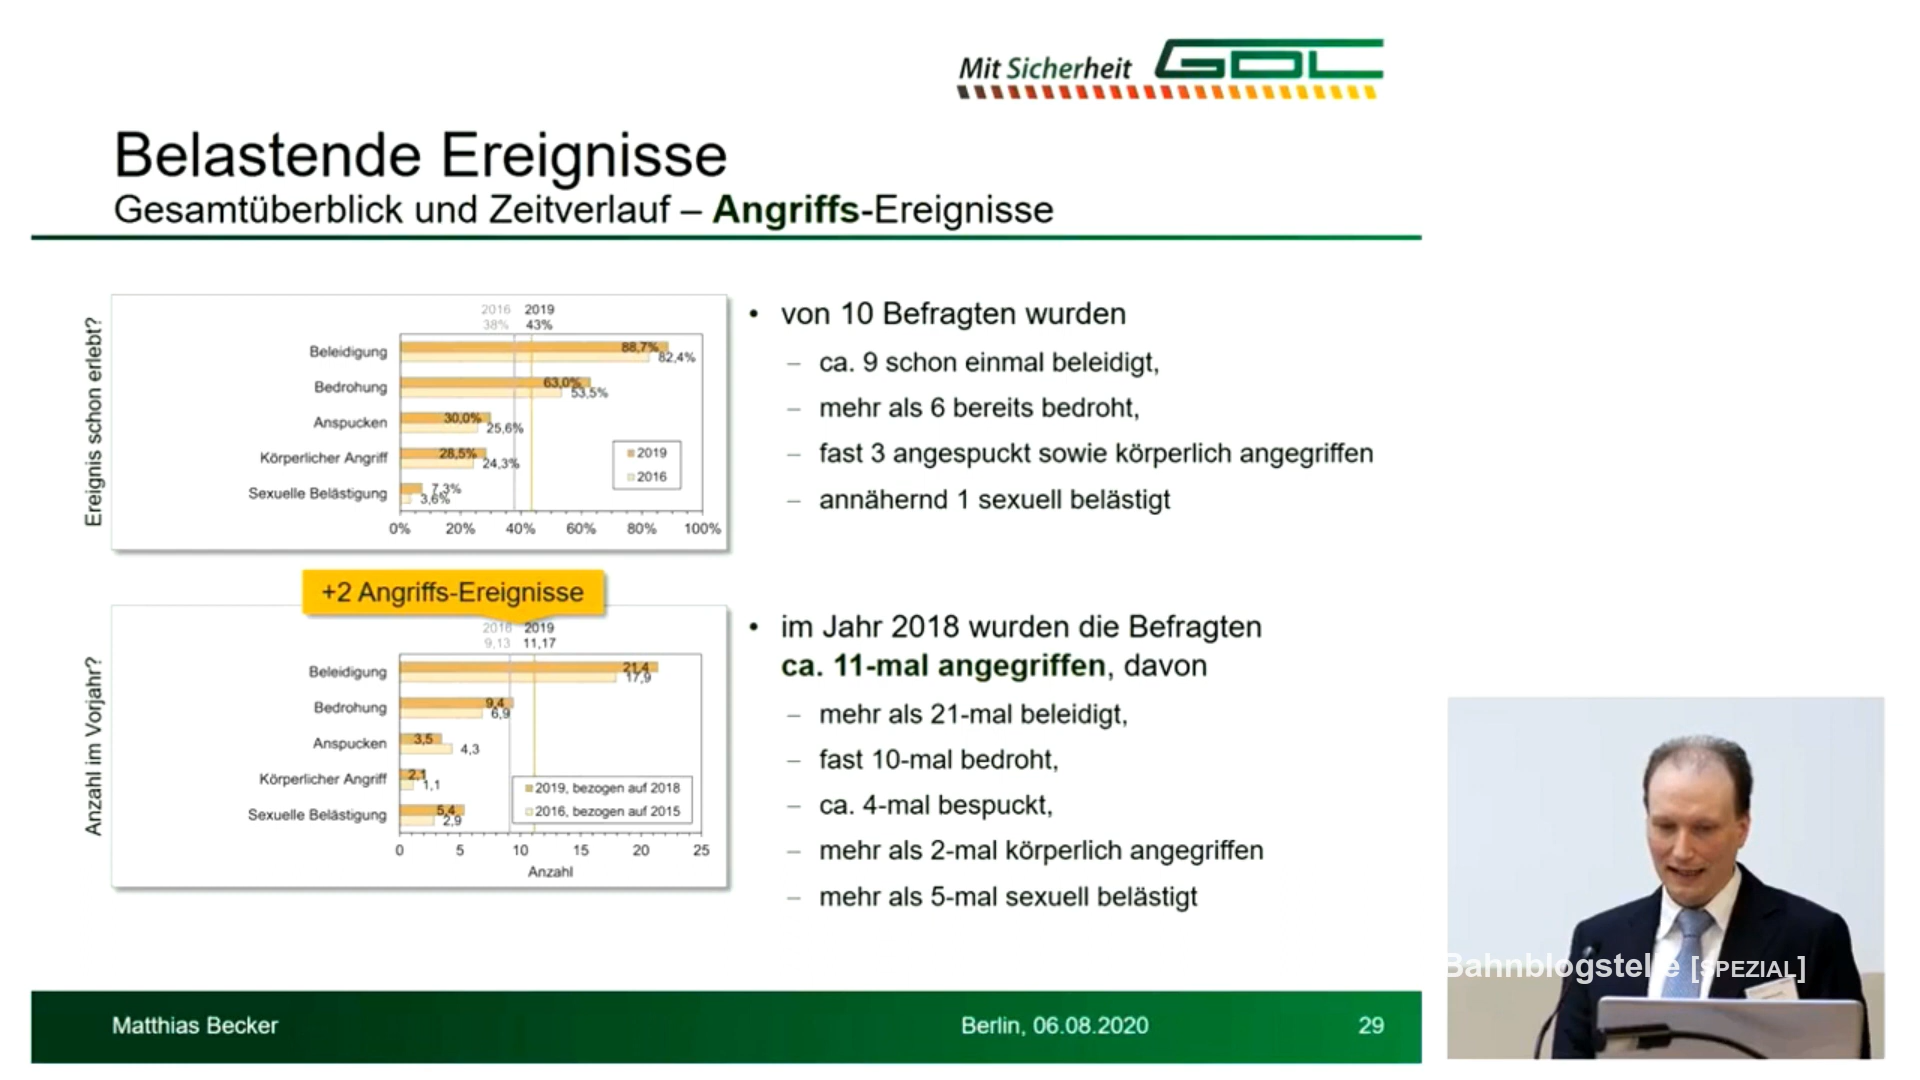 Mit Sicherheit GDL
Belastende Ereignisse
Gesamtüberblick und Zeitverlauf – Angriffs-Ereignisse
Ereignis schon erlebt?
2016 2019
38% 43%
Beleidigung 88,7% 82,4%
Bedrohung 63,0% 53,5%
Anspucken 30,0% 25,6%
Körperlicher Angriff 28,5% 24,3%
Sexuelle Belästigung 7,3% 3,6%
2019
2016
0% 20% 40% 60% 80% 100%
• von 10 Befragten wurden
– ca. 9 schon einmal beleidigt,
– mehr als 6 bereits bedroht,
– fast 3 angespuckt sowie körperlich angegriffen
– annähernd 1 sexuell belästigt
+2 Angriffs-Ereignisse
Anzahl im Vorjahr?
2016 2019
9,13 11,17
Beleidigung 21,4 17,9
Bedrohung 9,4 6,9
Anspucken 3,5 4,3
Körperlicher Angriff 2,1 1,1
Sexuelle Belästigung 5,4 2,9
2019, bezogen auf 2018
2016, bezogen auf 2015
0 5 10 15 20 25
Anzahl
• im Jahr 2018 wurden die Befragten
ca. 11-mal angegriffen, davon
– mehr als 21-mal beleidigt,
– fast 10-mal bedroht,
– ca. 4-mal bespuckt,
– mehr als 2-mal körperlich angegriffen
– mehr als 5-mal sexuell belästigt
Bahnblogstelle [SPEZIAL]
Matthias Becker Berlin, 06.08.2020 29